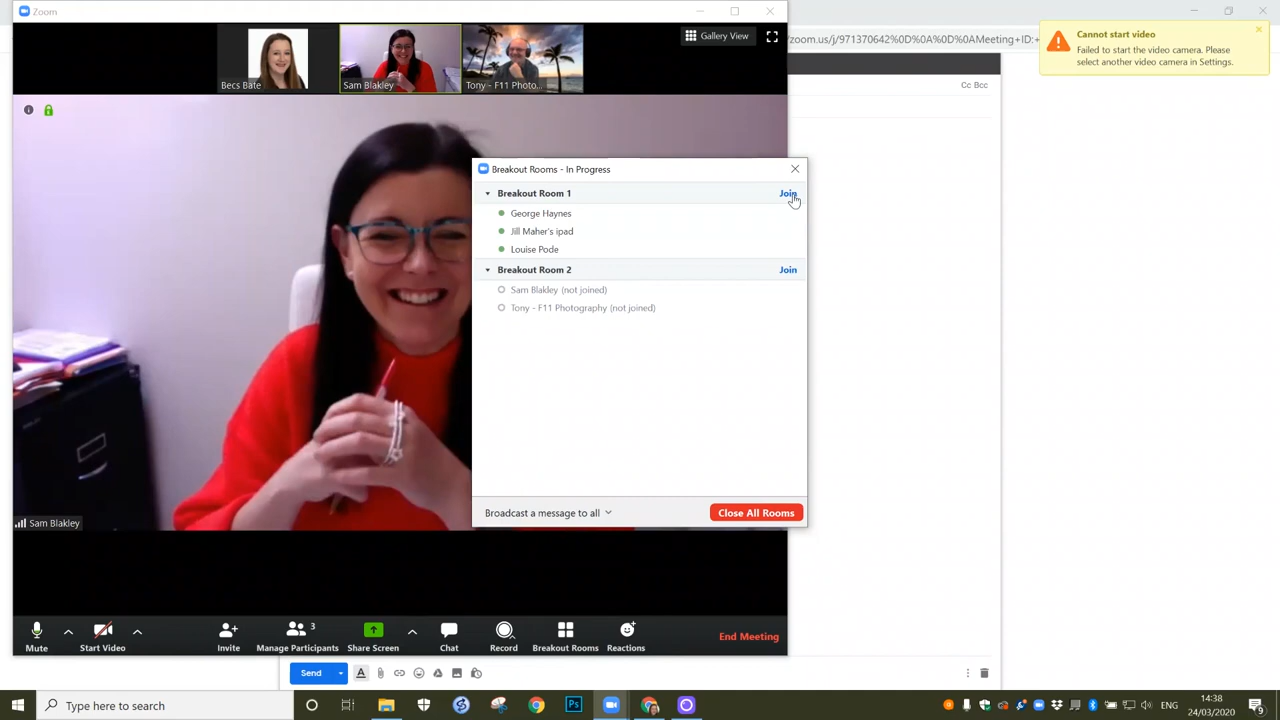 Zoom
Becs Bate
Sam Blakley
Tony - F11 Photo...
Gallery View
zoom.us/j/971370642%0D%0A%0D%0AMeeting+ID:+
Cannot start video
Failed to start the video camera. Please
select another video camera in Settings.
Cc Bcc
Breakout Rooms - In Progress
Breakout Room 1
Join
George Haynes
Jill Maher's ipad
Louise Pode
Breakout Room 2
Join
Sam Blakley (not joined)
Tony - F11 Photography (not joined)
Broadcast a message to all
Close All Rooms
Sam Blakley
Mute
Start Video
Invite
3
Manage Participants
Share Screen
Chat
Record
Breakout Rooms
Reactions
End Meeting
Send
Type here to search
Ps
ENG
14:38
24/03/2020
9